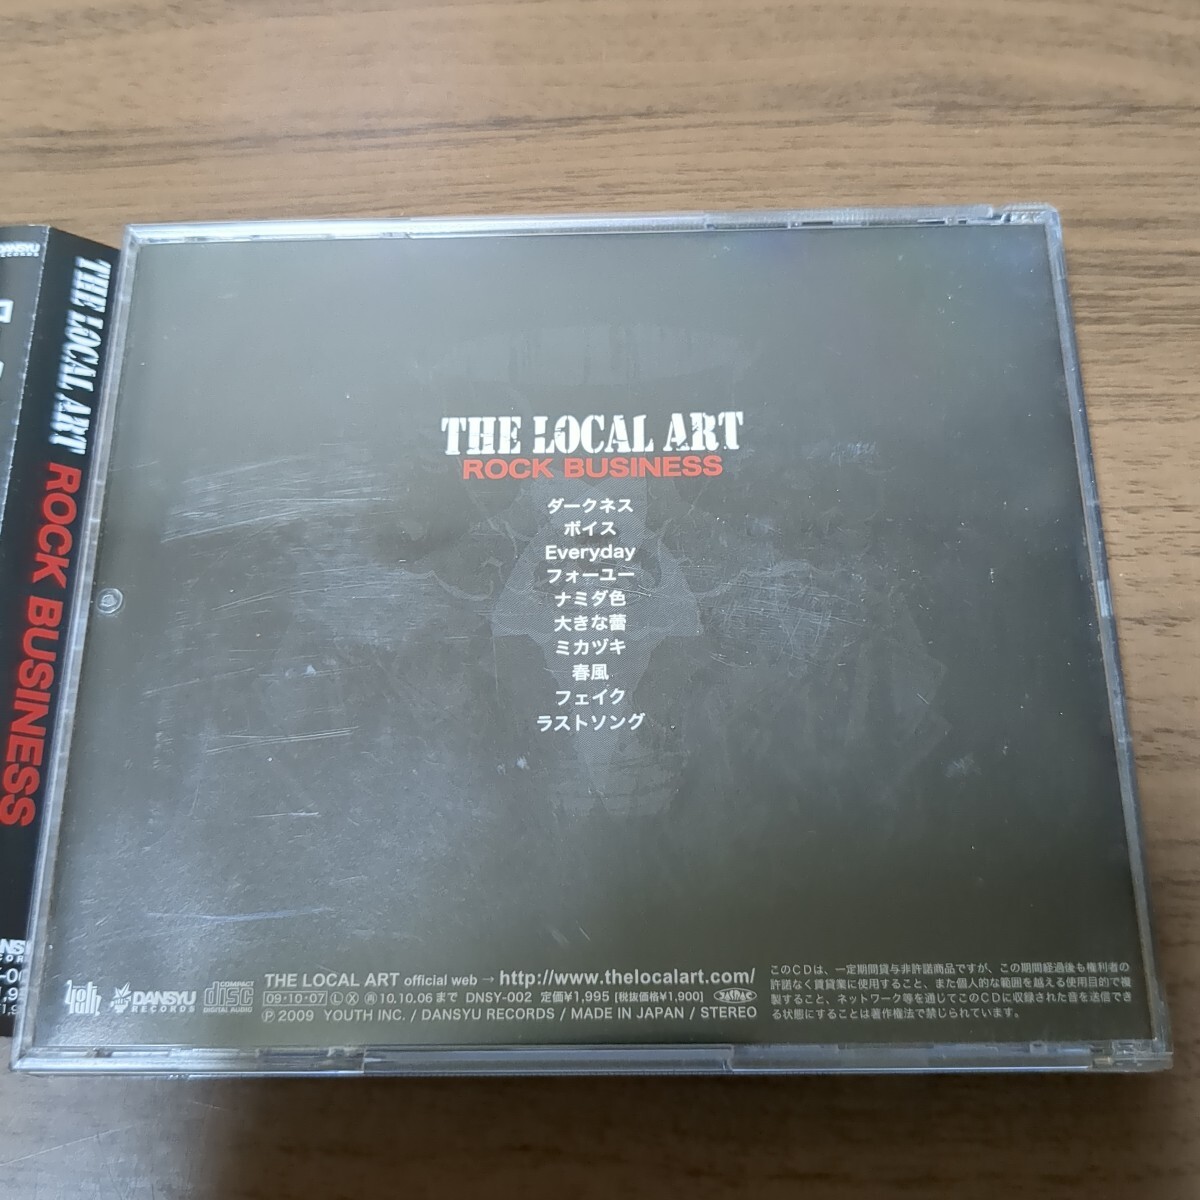 DANSYU
RECORDS
THE LOCAL ART ROCK BUSINESS
THE LOCAL ART
ROCK BUSINESS
ダークネス
ボイス
Everyday
フォーユー
ナミダ色
大きな蕾
ミカヅキ
春風
フェイク
ラストソング
THE LOCAL ART official web → http://www.thelocalart.com/
09・10・07 Ⓛ Ⓧ 10.10.06まで DNSY-002 定価¥1,995 [税抜価格¥1,900] JASRAC
Ⓟ 2009 YOUTH INC. / DANSYU RECORDS / MADE IN JAPAN / STEREO
DANSYU
RECORDS
COMPACT
disc
DIGITAL AUDIO
このCDは、一定期間貸与非許諾商品ですが、この期間経過後も権利者の
許諾なく賃貸業に使用すること、また個人的な範囲を越える使用目的で複
製すること、ネットワーク等を通じてこのCDに収録された音を送信でき
る状態にすることは著作権法で禁じられています。